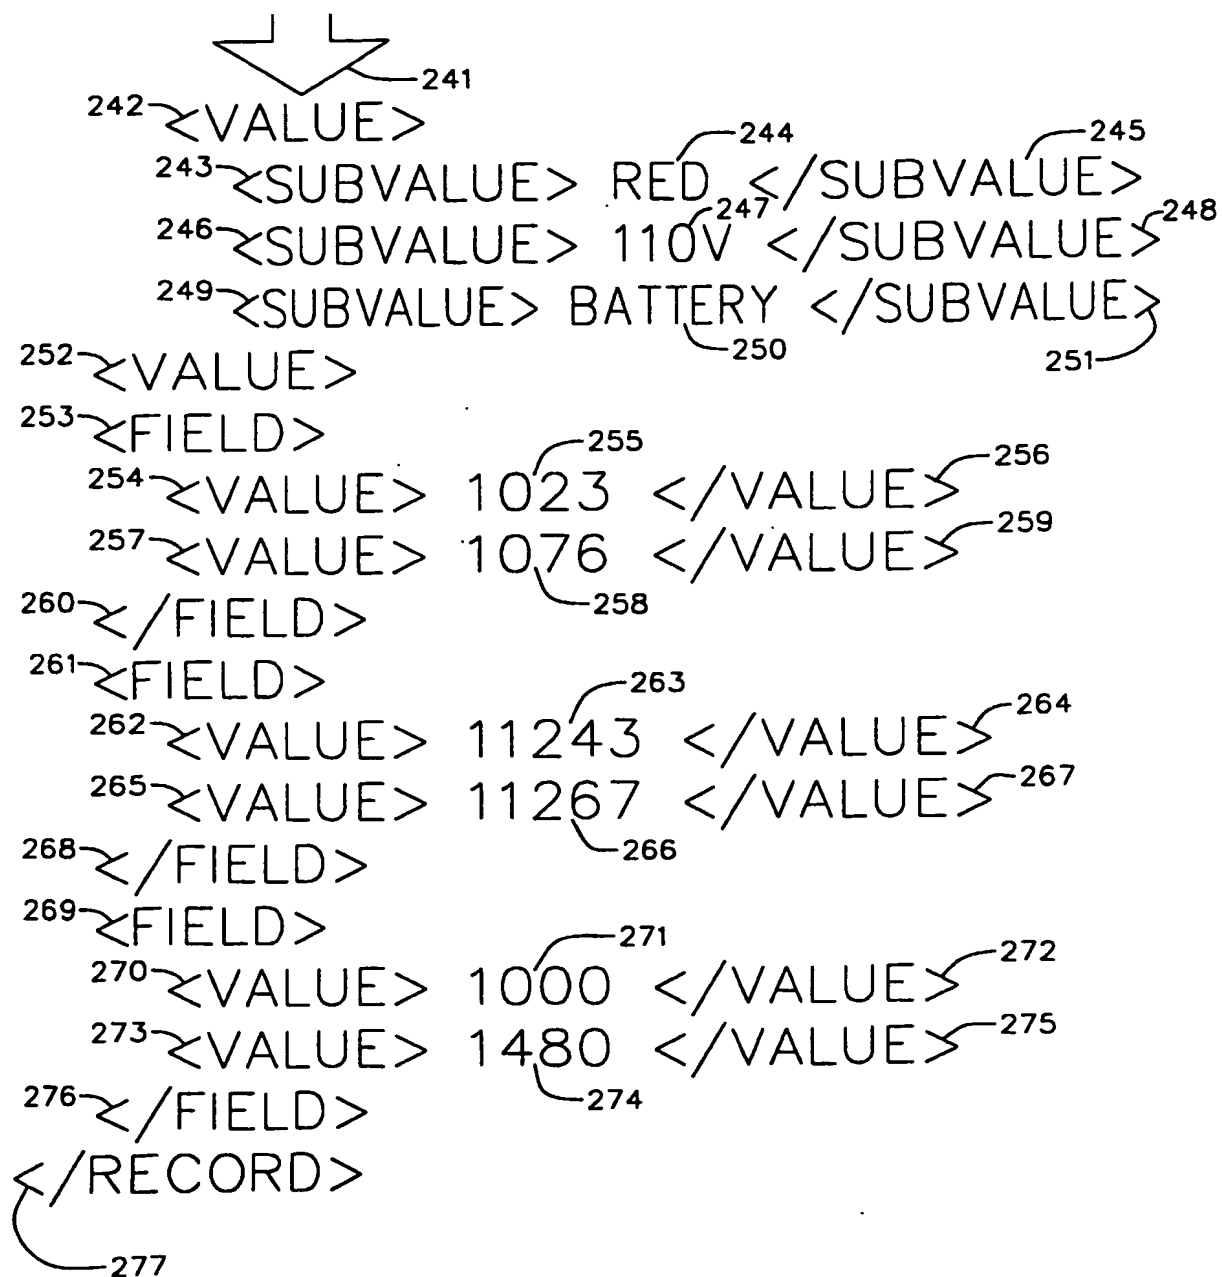 241
242 <VALUE>
243 <SUBVALUE> RED 244 </SUBVALUE> 245
246 <SUBVALUE> 110V 247 </SUBVALUE> 248
249 <SUBVALUE> BATTERY 250 </SUBVALUE> 251
252 <VALUE>
253 <FIELD>
254 <VALUE> 1023 255 </VALUE> 256
257 <VALUE> 1076 258 </VALUE> 259
260 </FIELD>
261 <FIELD>
262 <VALUE> 11243 263 </VALUE> 264
265 <VALUE> 11267 266 </VALUE> 267
268 </FIELD>
269 <FIELD>
270 <VALUE> 1000 271 </VALUE> 272
273 <VALUE> 1480 274 </VALUE> 275
276 </FIELD>
</RECORD>
277